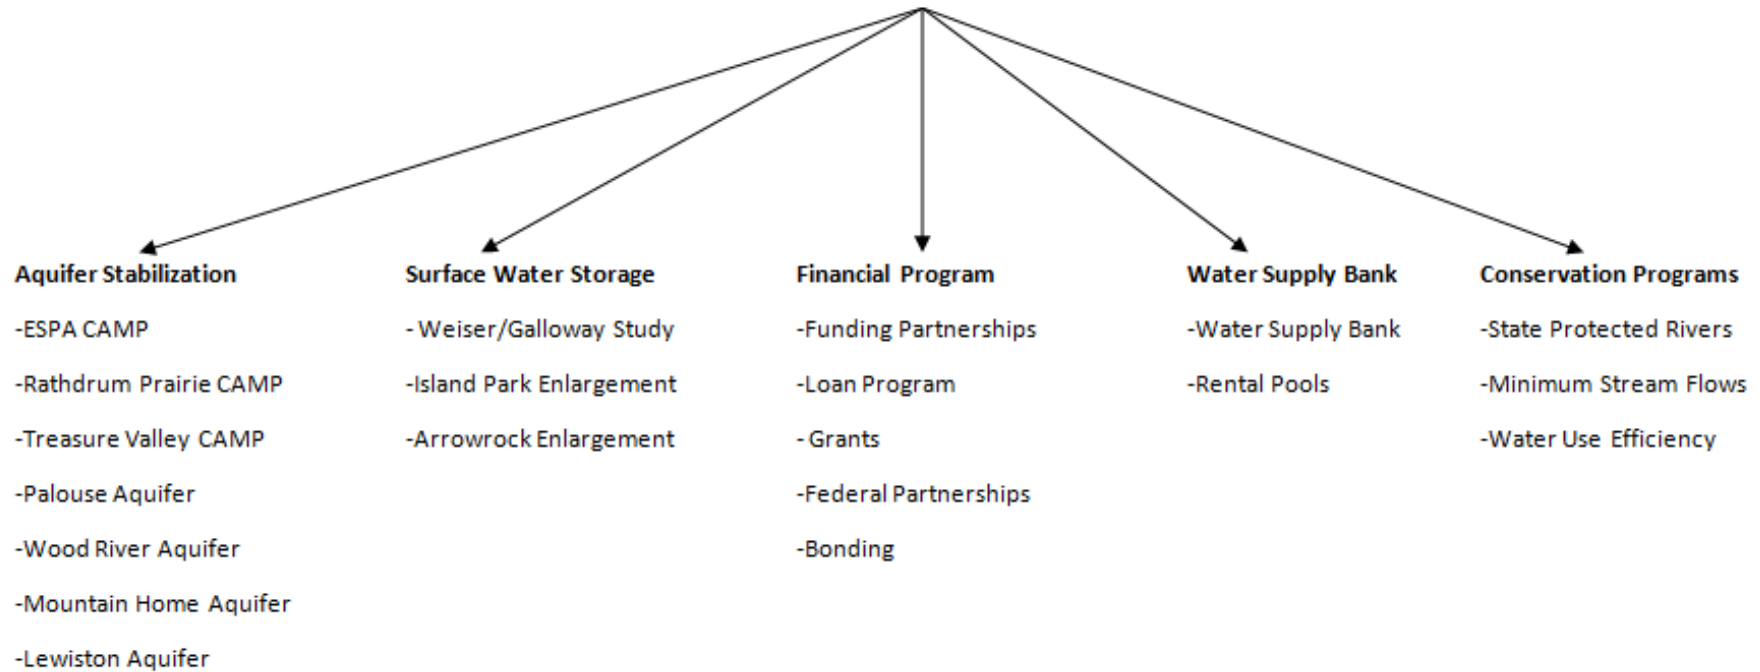 Aquifer Stabilization
-ESPA CAMP
-Rathdrum Prairie CAMP
-Treasure Valley CAMP
-Palouse Aquifer
-Wood River Aquifer
-Mountain Home Aquifer
-Lewiston Aquifer
Surface Water Storage
- Weiser/Galloway Study
-Island Park Enlargement
-Arrowrock Enlargement
Financial Program
-Funding Partnerships
-Loan Program
- Grants
-Federal Partnerships
-Bonding
Water Supply Bank
-Water Supply Bank
-Rental Pools
Conservation Programs
-State Protected Rivers
-Minimum Stream Flows
-Water Use Efficiency